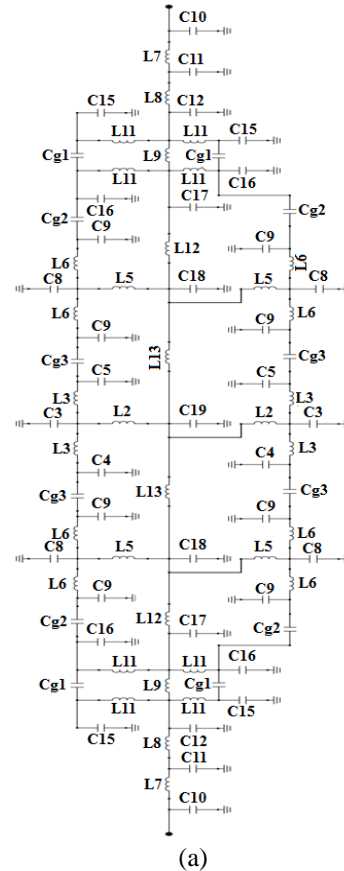 C10
L7
C11
L8
C12
C15
C15
L11
L11
Cg1
L9
Cg1
L11
L11
C16
C16
C17
Cg2
Cg2
C9
L12
C9
L6
L6
C8
L5
C18
L5
C8
L6
L6
C9
C9
L13
Cg3
Cg3
C5
C5
L3
L3
C3
L2
C19
L2
C3
L3
L3
C4
C4
Cg3
L13
Cg3
C9
C9
L6
L6
C8
L5
C18
L5
C8
L6
L6
C9
C9
Cg2
L12
C17
Cg2
C16
C16
L11
L11
Cg1
L9
Cg1
L11
L11
C15
C15
L8
C12
C11
L7
C10
(a)